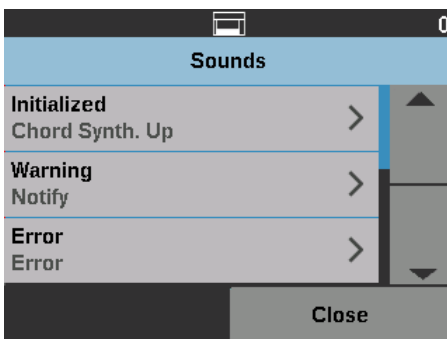 Sounds
Initialized
Chord Synth. Up
Warning
Notify
Error
Error
Close